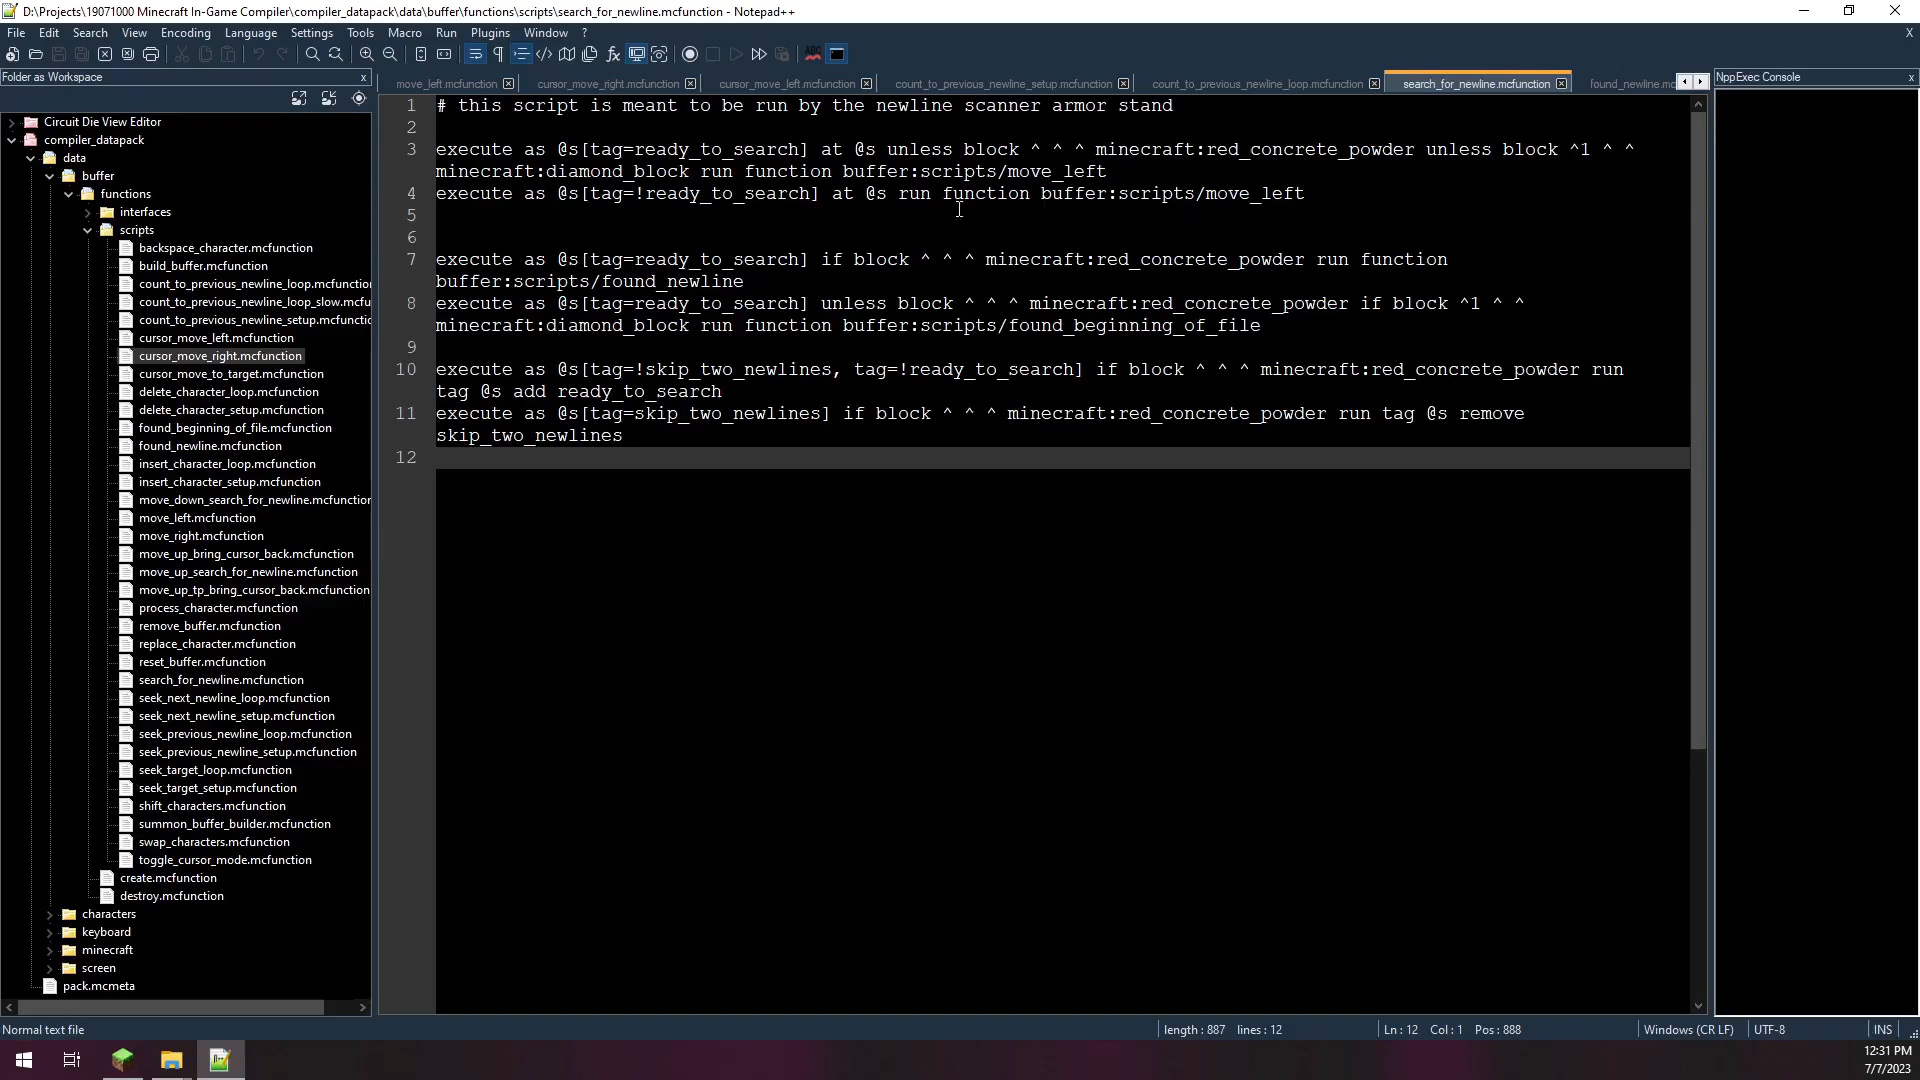 D:\Projects\19071000 Minecraft In-Game Compiler\compiler_datapack\data\buffer\functions\scripts\search_for_newline.mcfunction - Notepad++
File Edit Search View Encoding Language Settings Tools Macro Run Plugins Window ? X
Folder as Workspace x
move_left.mcfunction cursor_move_right.mcfunction cursor_move_left.mcfunction count_to_previous_newline_setup.mcfunction count_to_previous_newline_loop.mcfunction search_for_newline.mcfunction found_newline.mc
NppExec Console x
Circuit Die View Editor
compiler_datapack
data
buffer
functions
interfaces
scripts
backspace_character.mcfunction
build_buffer.mcfunction
count_to_previous_newline_loop.mcfunction
count_to_previous_newline_loop_slow.mcfu
count_to_previous_newline_setup.mcfunctic
cursor_move_left.mcfunction
cursor_move_right.mcfunction
cursor_move_to_target.mcfunction
delete_character_loop.mcfunction
delete_character_setup.mcfunction
found_beginning_of_file.mcfunction
found_newline.mcfunction
insert_character_loop.mcfunction
insert_character_setup.mcfunction
move_down_search_for_newline.mcfunction
move_left.mcfunction
move_right.mcfunction
move_up_bring_cursor_back.mcfunction
move_up_search_for_newline.mcfunction
move_up_tp_bring_cursor_back.mcfunction
process_character.mcfunction
remove_buffer.mcfunction
replace_character.mcfunction
reset_buffer.mcfunction
search_for_newline.mcfunction
seek_next_newline_loop.mcfunction
seek_next_newline_setup.mcfunction
seek_previous_newline_loop.mcfunction
seek_previous_newline_setup.mcfunction
seek_target_loop.mcfunction
seek_target_setup.mcfunction
shift_characters.mcfunction
summon_buffer_builder.mcfunction
swap_characters.mcfunction
toggle_cursor_mode.mcfunction
create.mcfunction
destroy.mcfunction
characters
keyboard
minecraft
screen
pack.mcmeta
1 # this script is meant to be run by the newline scanner armor stand
2
3 execute as @s[tag=ready_to_search] at @s unless block ^ ^ ^ minecraft:red_concrete_powder unless block ^1 ^ ^
minecraft:diamond_block run function buffer:scripts/move_left
4 execute as @s[tag=!ready_to_search] at @s run function buffer:scripts/move_left
5
6
7 execute as @s[tag=ready_to_search] if block ^ ^ ^ minecraft:red_concrete_powder run function
buffer:scripts/found_newline
8 execute as @s[tag=ready_to_search] unless block ^ ^ ^ minecraft:red_concrete_powder if block ^1 ^ ^
minecraft:diamond_block run function buffer:scripts/found_beginning_of_file
9
10 execute as @s[tag=!skip_two_newlines, tag=!ready_to_search] if block ^ ^ ^ minecraft:red_concrete_powder run
tag @s add ready_to_search
11 execute as @s[tag=skip_two_newlines] if block ^ ^ ^ minecraft:red_concrete_powder run tag @s remove
skip_two_newlines
12
Normal text file length : 887 lines : 12 Ln : 12 Col : 1 Pos : 888 Windows (CR LF) UTF-8 INS
12:31 PM
7/7/2023